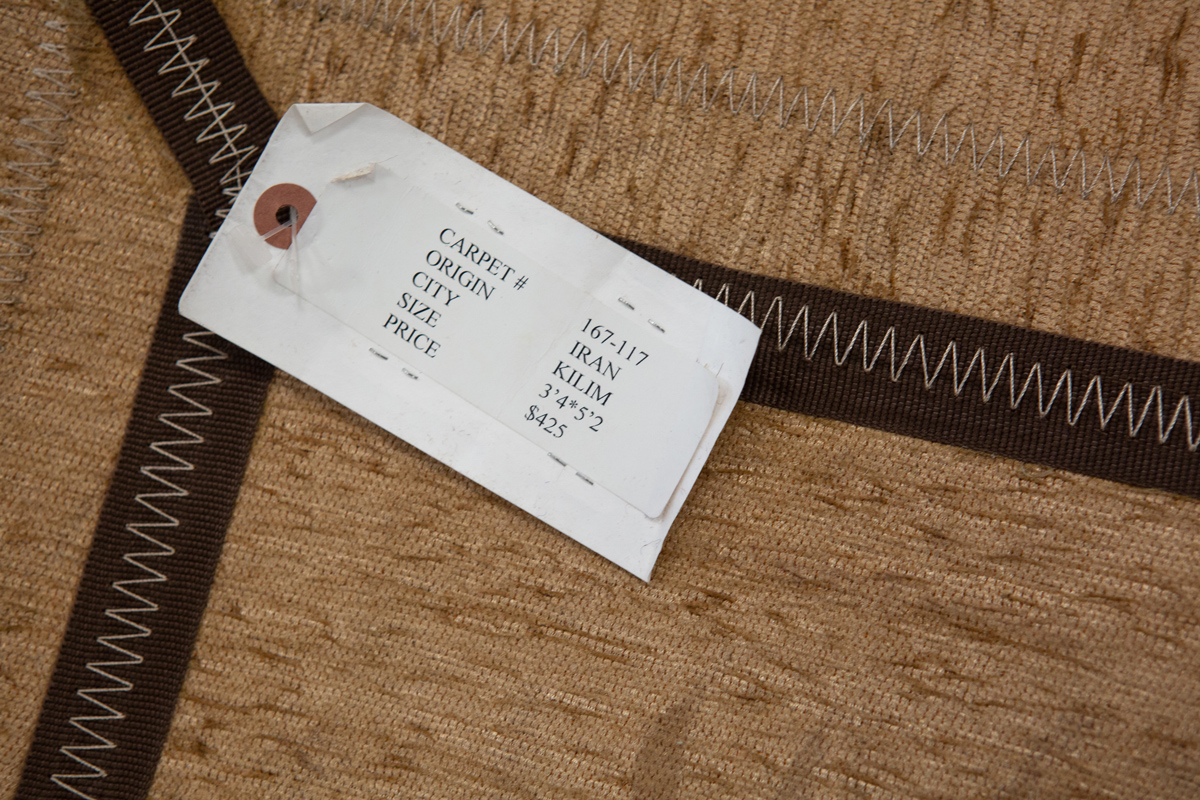 CARPET # 167-117
ORIGIN IRAN
CITY KILIM
SIZE 3'4*5'2
PRICE $425